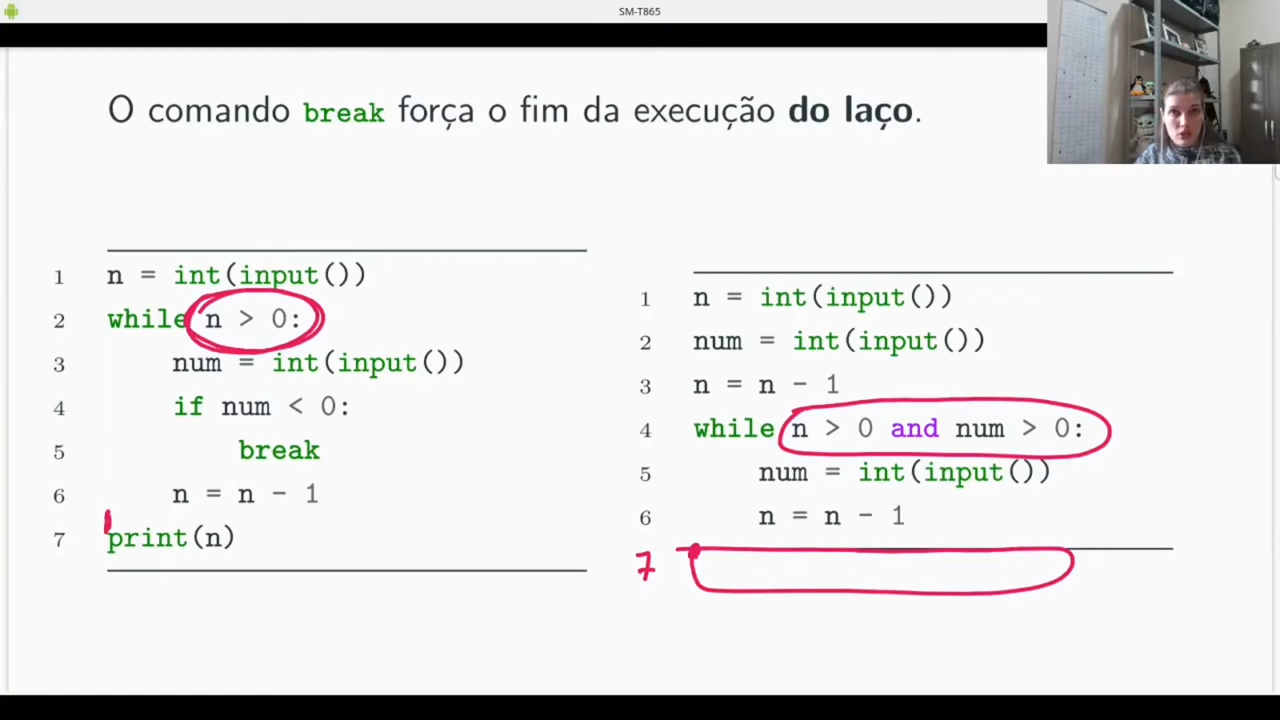 SM-T865
O comando break força o fim da execução do laço.
1 n = int(input())
2 while n > 0:
3 num = int(input())
4 if num < 0:
5 break
6 n = n - 1
7 print(n)
1 n = int(input())
2 num = int(input())
3 n = n - 1
4 while n > 0 and num > 0:
5 num = int(input())
6 n = n - 1
7